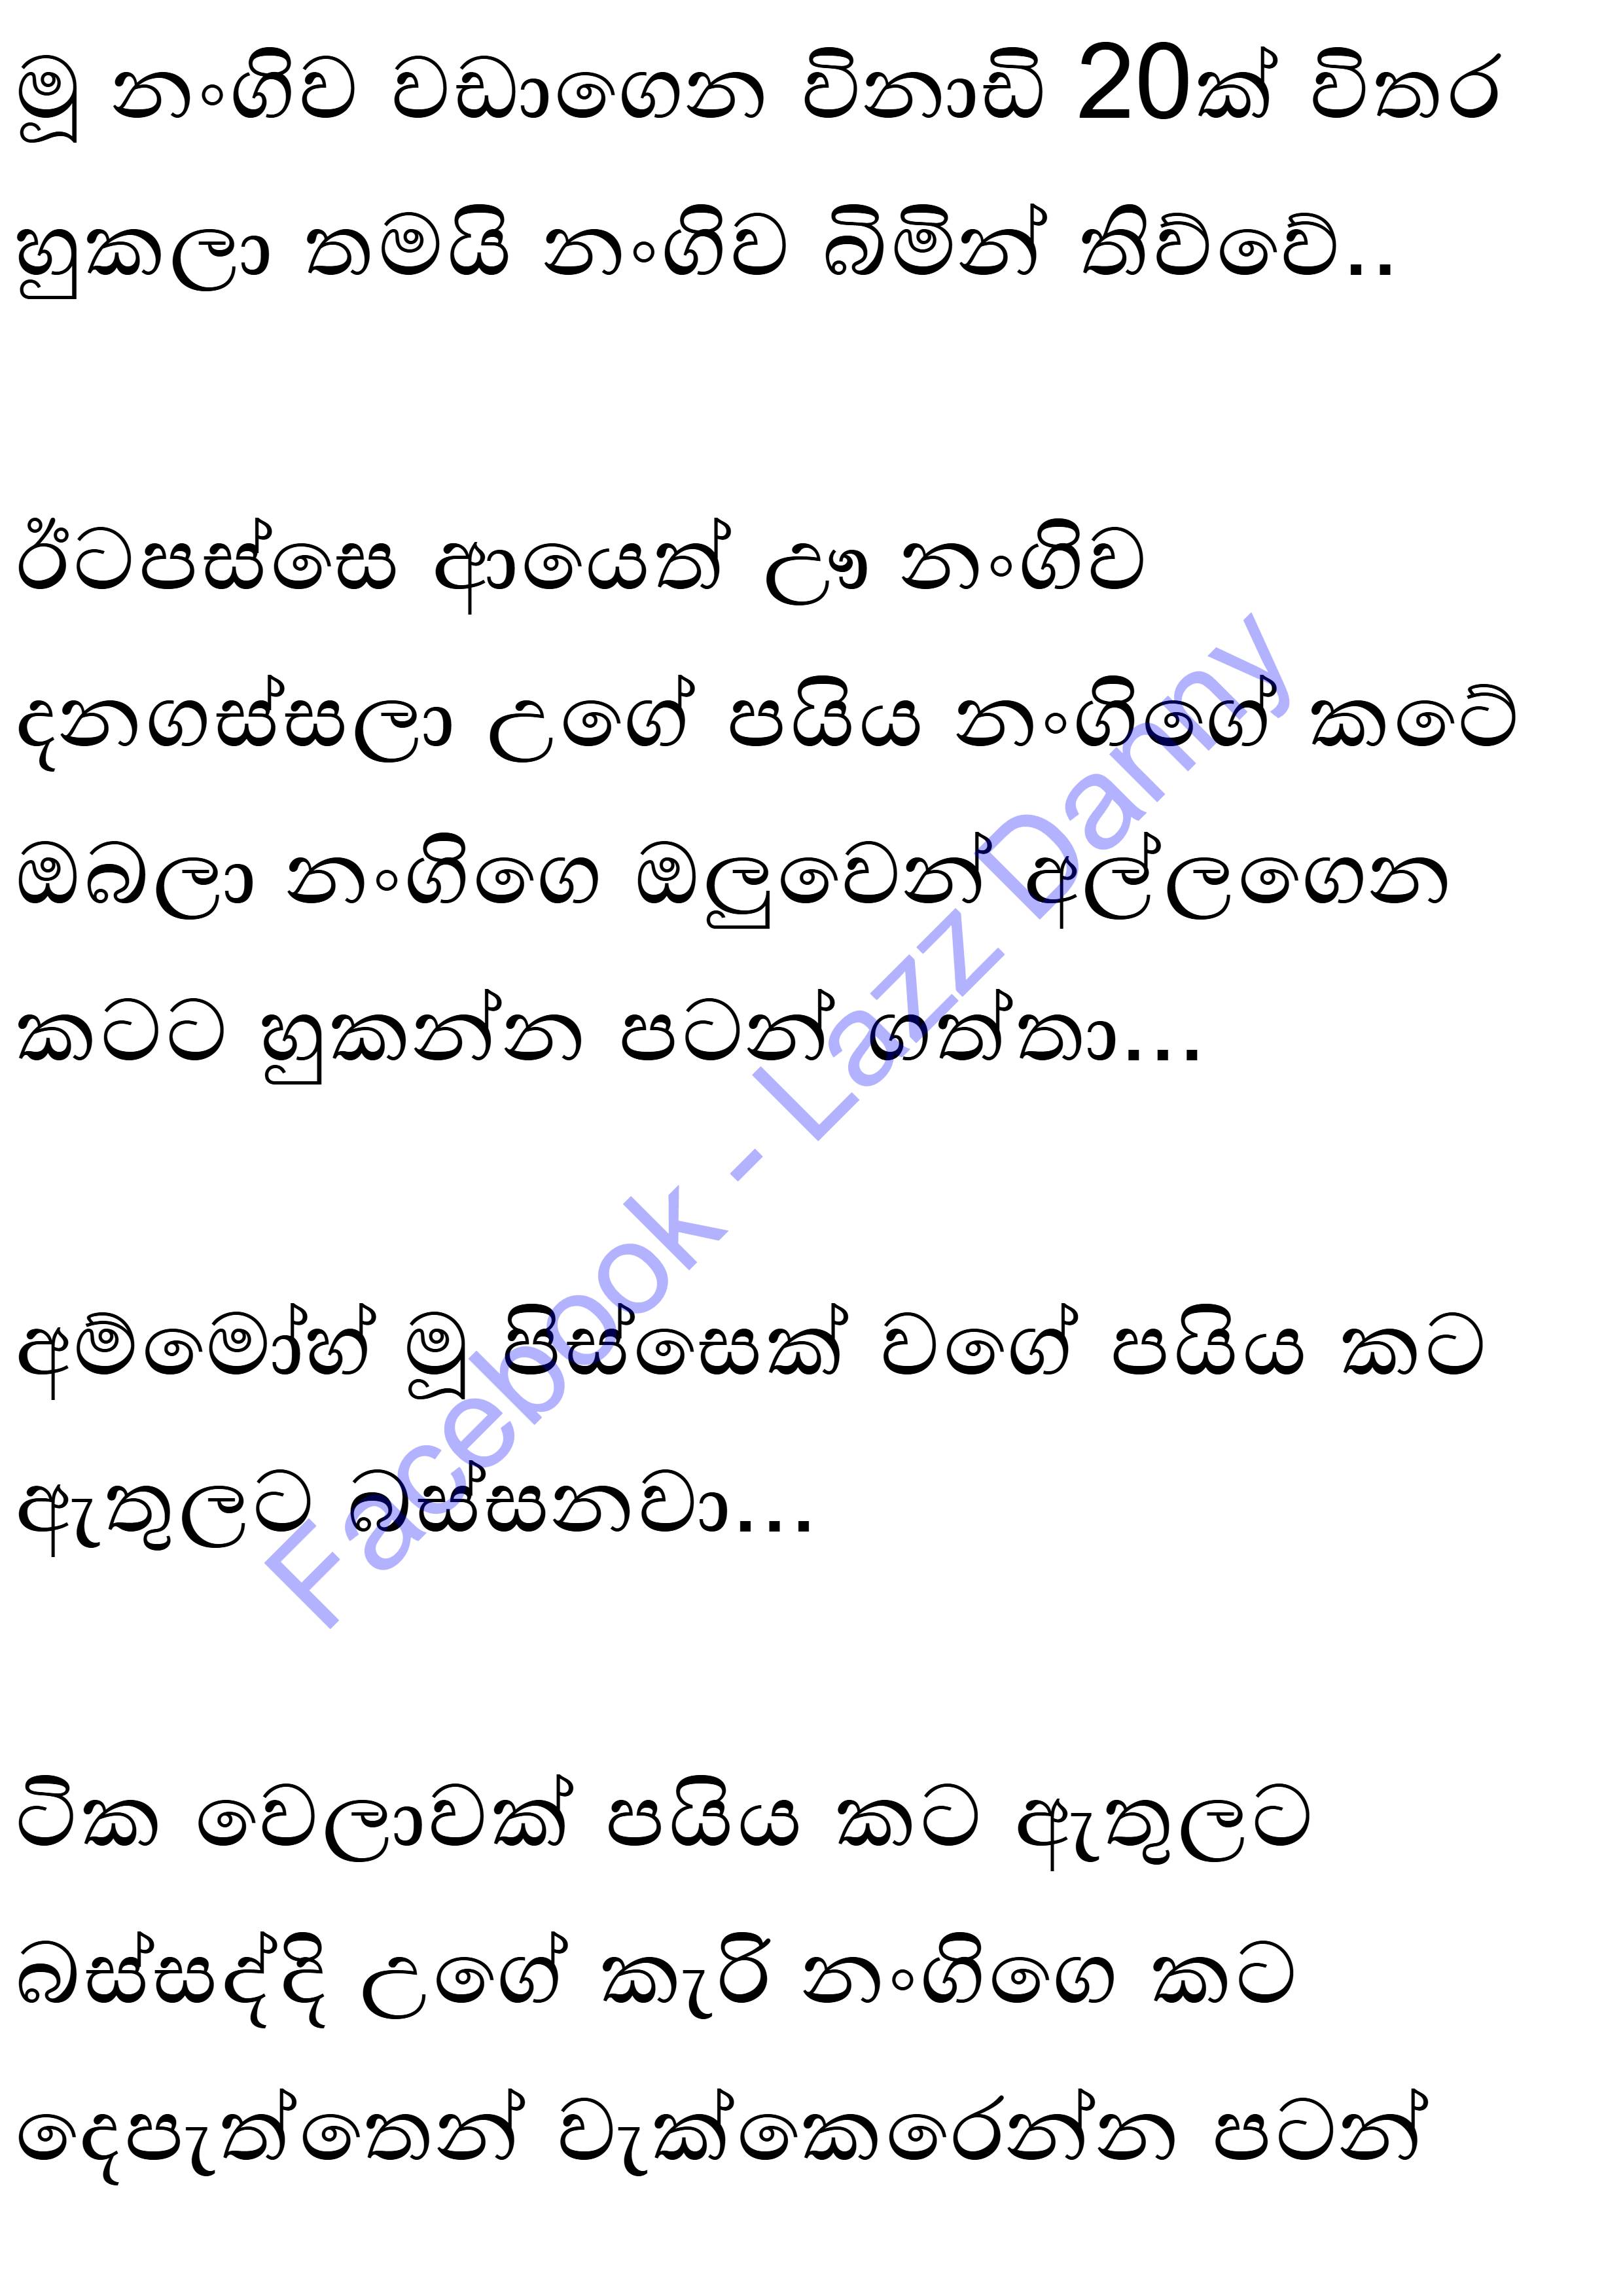 මූ නංගිව වඩාගෙන විනාඩි 20ක් විතර
හුකලා තමයි නංගිව බිමින් තිව්වේ..
ඊටපස්සෙ ආයෙත් ඌ නංගිව
දනගස්සලා උගේ පයිය නංගිගේ කටේ
ඔබලා නංගිගෙ ඔලුවෙන් අල්ලගෙන
කටට හුකන්න පටන් ගත්තා...
අම්මෝහ් මූ පිස්සෙක් වගේ පයිය කට
ඇතුලට බස්සනවා...
ටික වෙලාවක් පයිය කට ඇතුලට
බස්සද්දි උගේ කැරි නංගිගෙ කට
දෙපැත්තෙන් වැක්කෙරෙන්න පටන්
Facebook - Lazz Danny